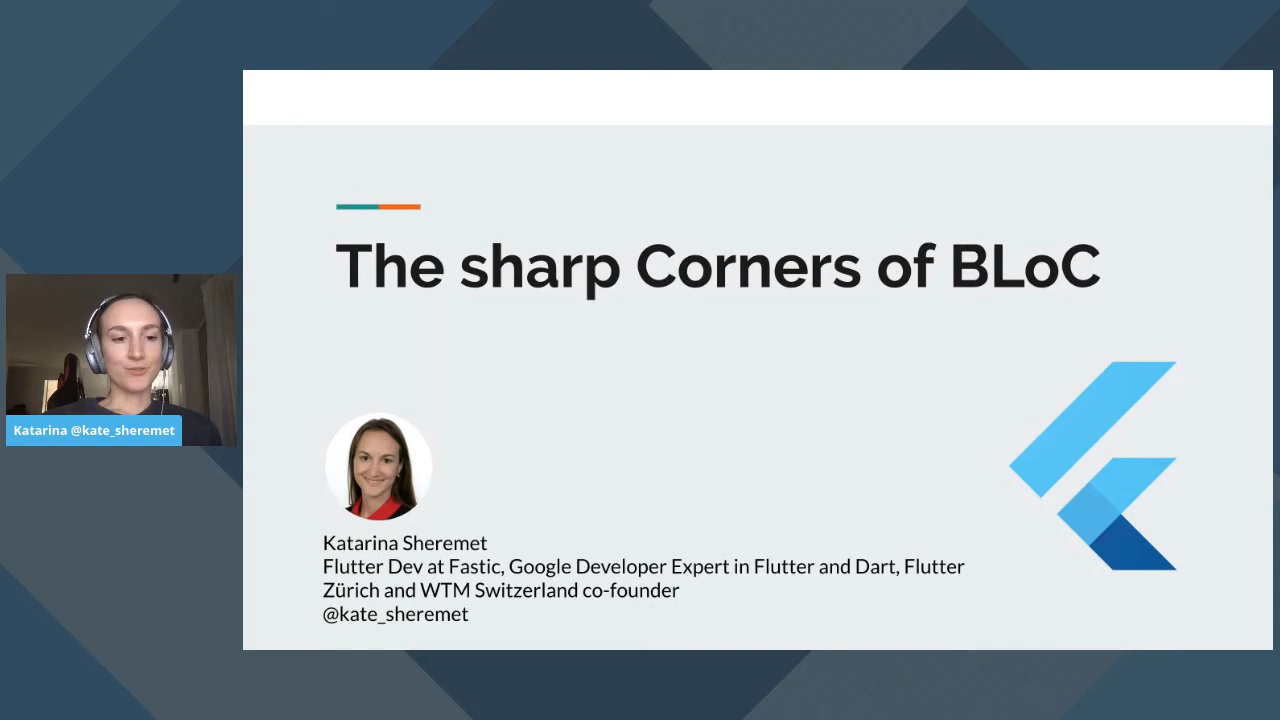 The sharp Corners of BLoC
Katarina @kate_sheremet
Katarina Sheremet
Flutter Dev at Fastic, Google Developer Expert in Flutter and Dart, Flutter
Zürich and WTM Switzerland co-founder
@kate_sheremet